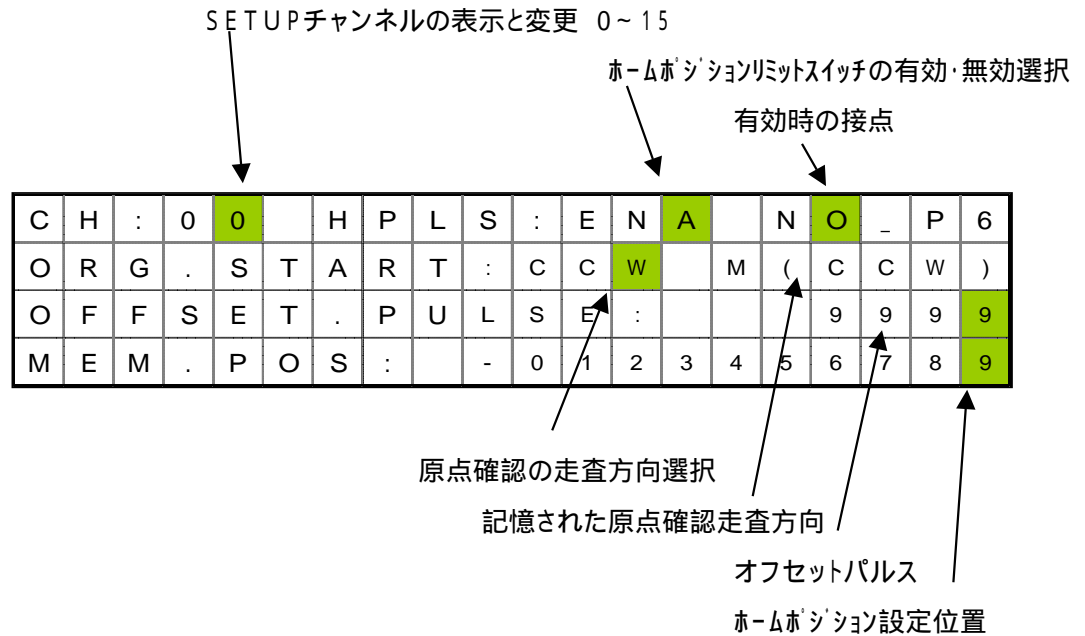 SETUPチャンネルの表示と変更 0~15
ホームポジションリミットスイッチの有効・無効選択
有効時の接点
CH:00 HPLS:ENA NO_P6
ORG.START:CCW M(CCW)
OFFSET.PULSE:   9999
MEM.POS: -0123456789
原点確認の走査方向選択
記憶された原点確認走査方向
オフセットパルス
ホームポジション設定位置